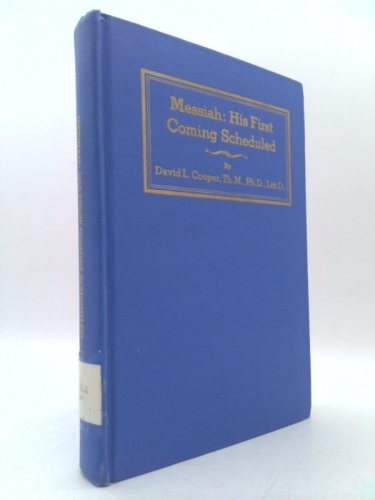 Messiah: His First
Coming Scheduled
By
David L. Cooper, Th.M., Ph.D., Litt.D.